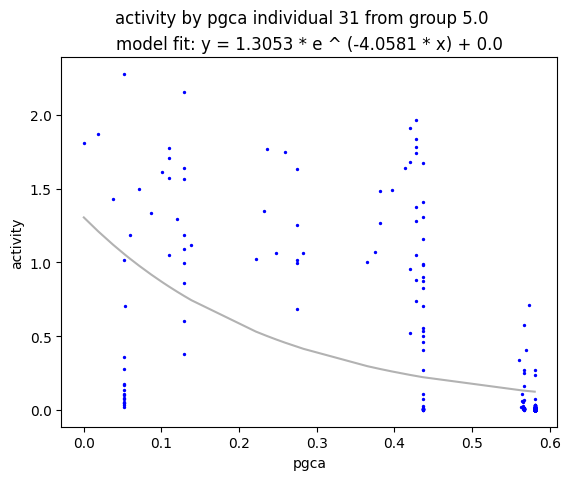 activity by pgca individual 31 from group 5.0
model fit: y = 1.3053 * e ^ (-4.0581 * x) + 0.0
2.0
1.5
1.0
0.5
0.0
activity
0.0 0.1 0.2 0.3 0.4 0.5 0.6
pgca